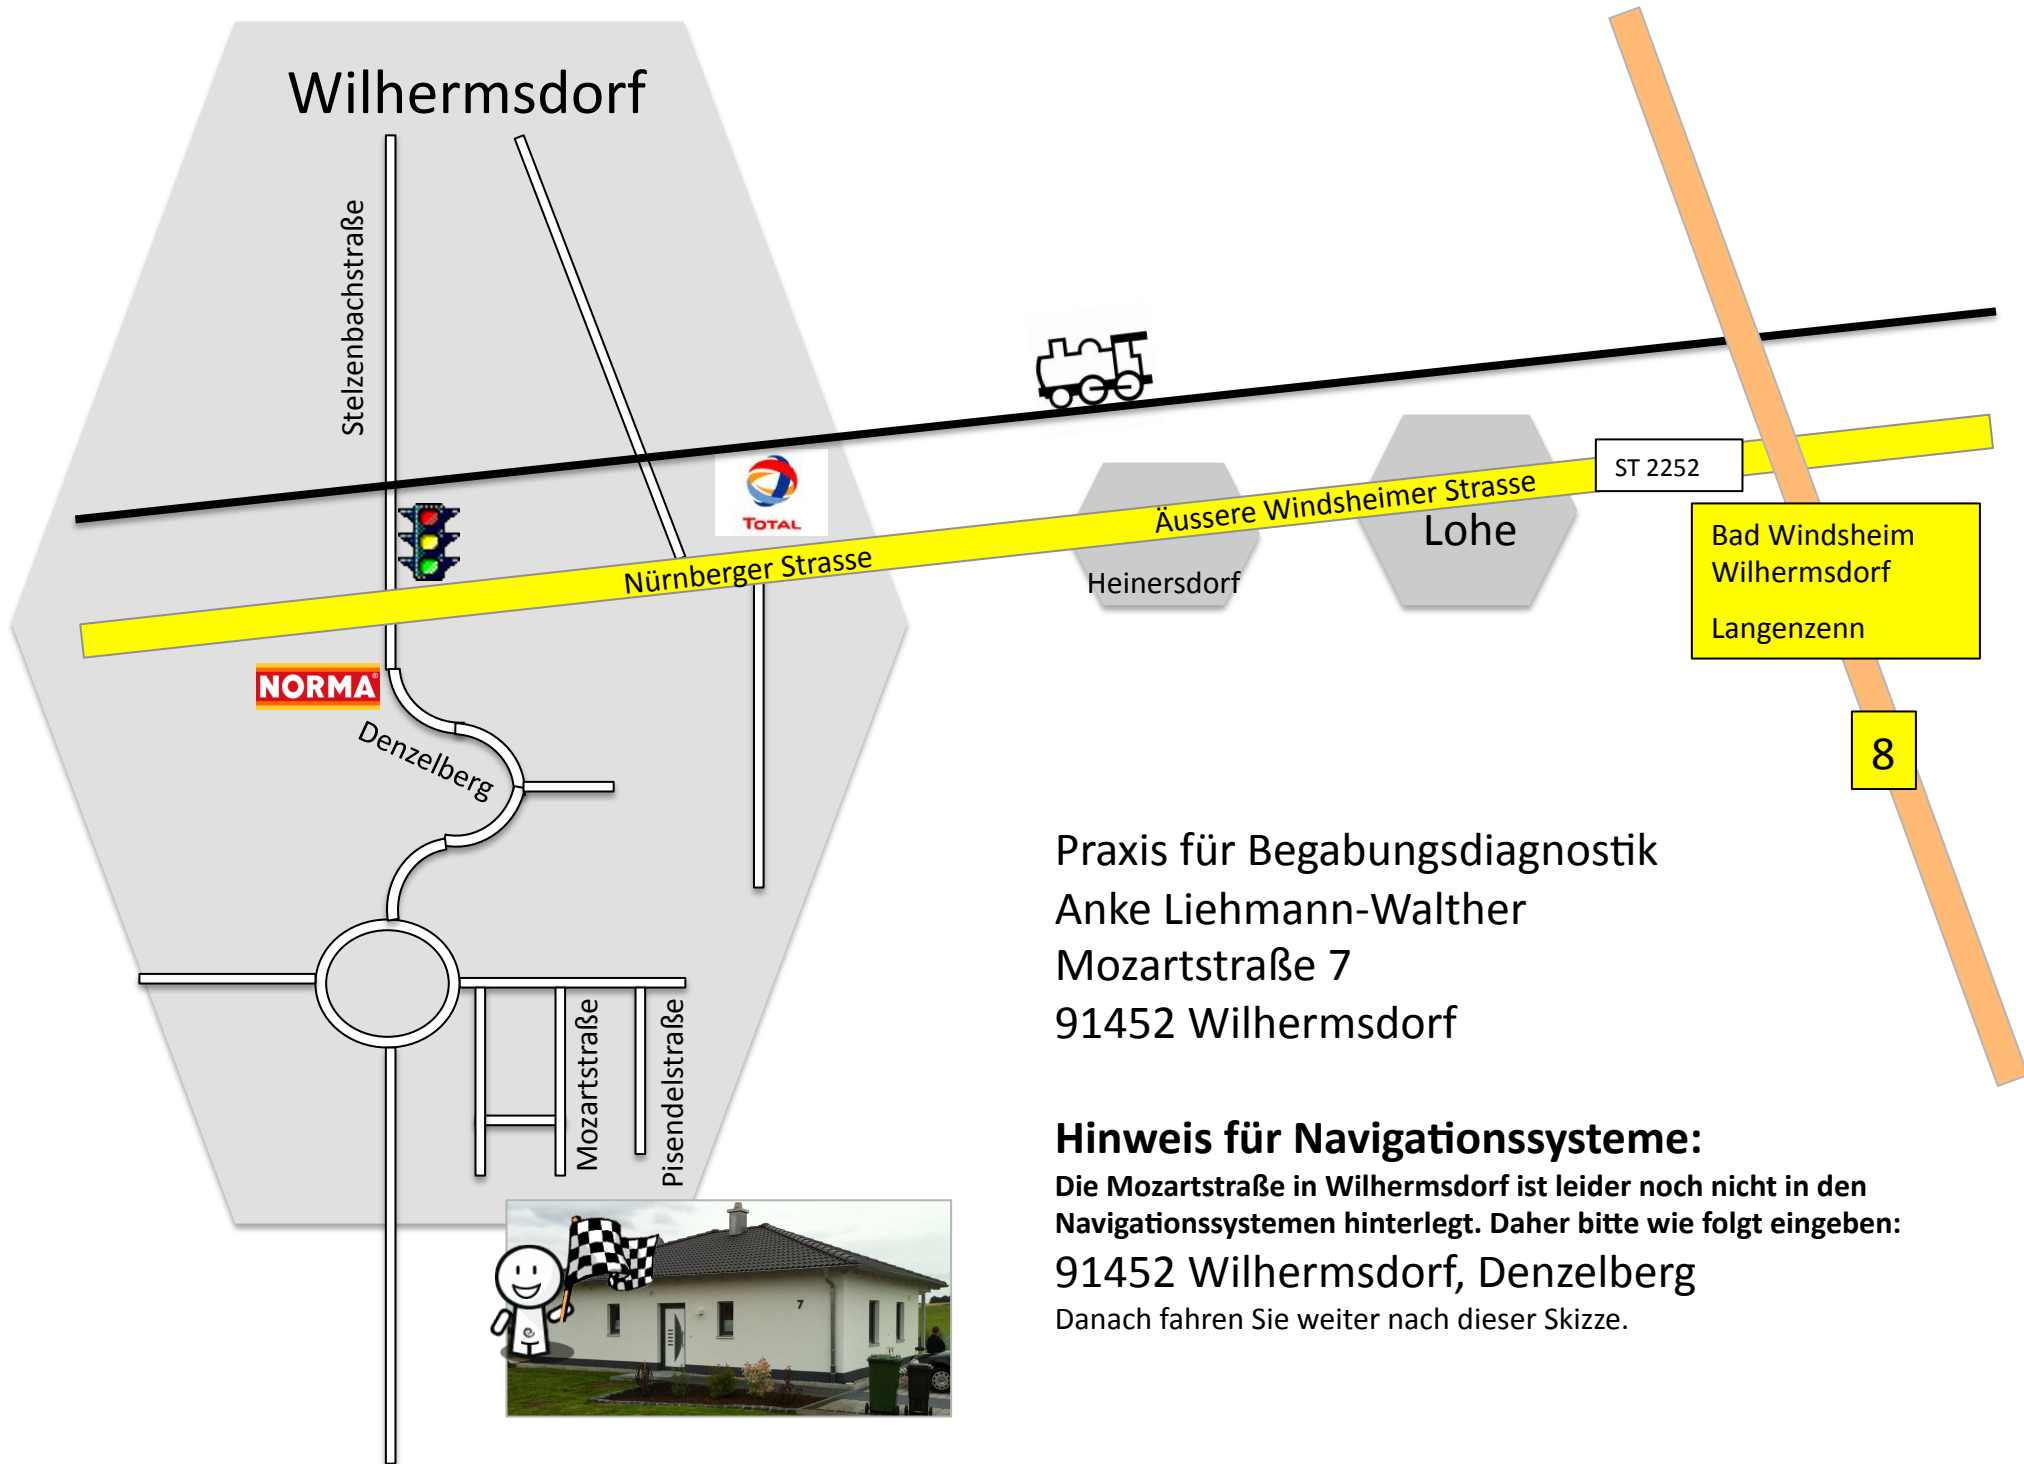 Wilhermsdorf
Stelzenbachstraße
TOTAL
ST 2252
Äussere Windsheimer Strasse
Lohe
Nürnberger Strasse
Heinersdorf
Bad Windsheim
Wilhermsdorf
Langenzenn
NORMA®
Denzelberg
8
Praxis für Begabungsdiagnostik
Anke Liehmann-Walther
Mozartstraße 7
91452 Wilhermsdorf
Mozartstraße
Pisendelstraße
Hinweis für Navigationssysteme:
Die Mozartstraße in Wilhermsdorf ist leider noch nicht in den
Navigationssystemen hinterlegt. Daher bitte wie folgt eingeben:
91452 Wilhermsdorf, Denzelberg
Danach fahren Sie weiter nach dieser Skizze.
7
e